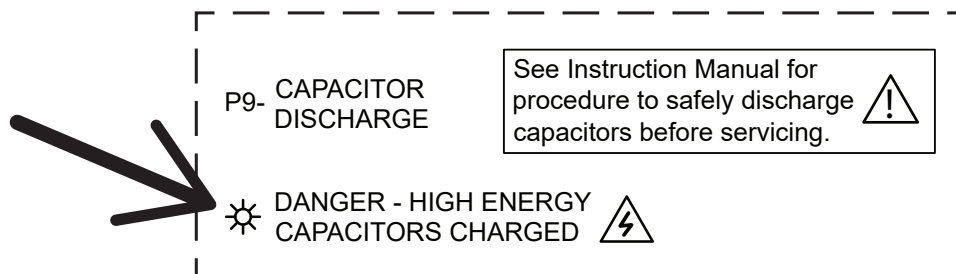 P9- CAPACITOR
DISCHARGE
See Instruction Manual for
procedure to safely discharge
capacitors before servicing.
DANGER - HIGH ENERGY
CAPACITORS CHARGED